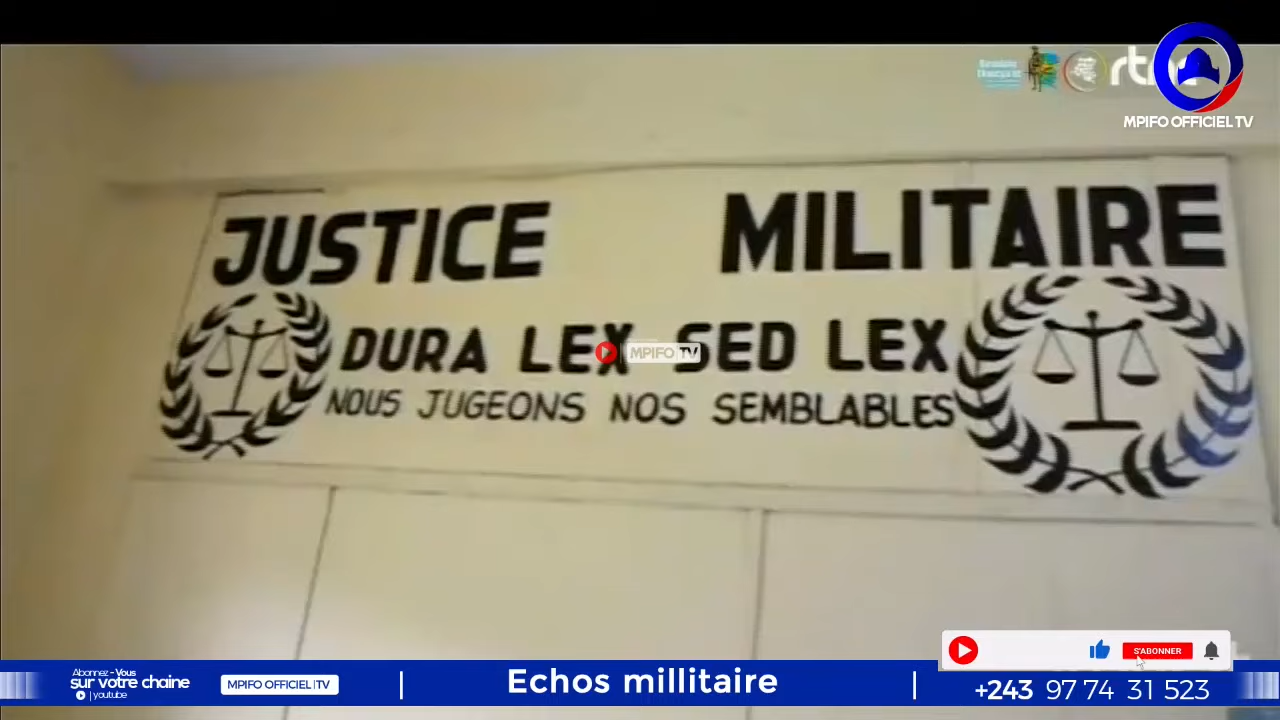 MPIFO OFFICIEL TV
JUSTICE MILITAIRE
DURA LEX SED LEX
MPIFO TV
NOUS JUGEONS NOS SEMBLABLES
S'ABONNER
Abonnez-Vous
sur votre chaine
youtube
MPIFO OFFICIEL TV
Echos millitaire
+243 97 74 31 523